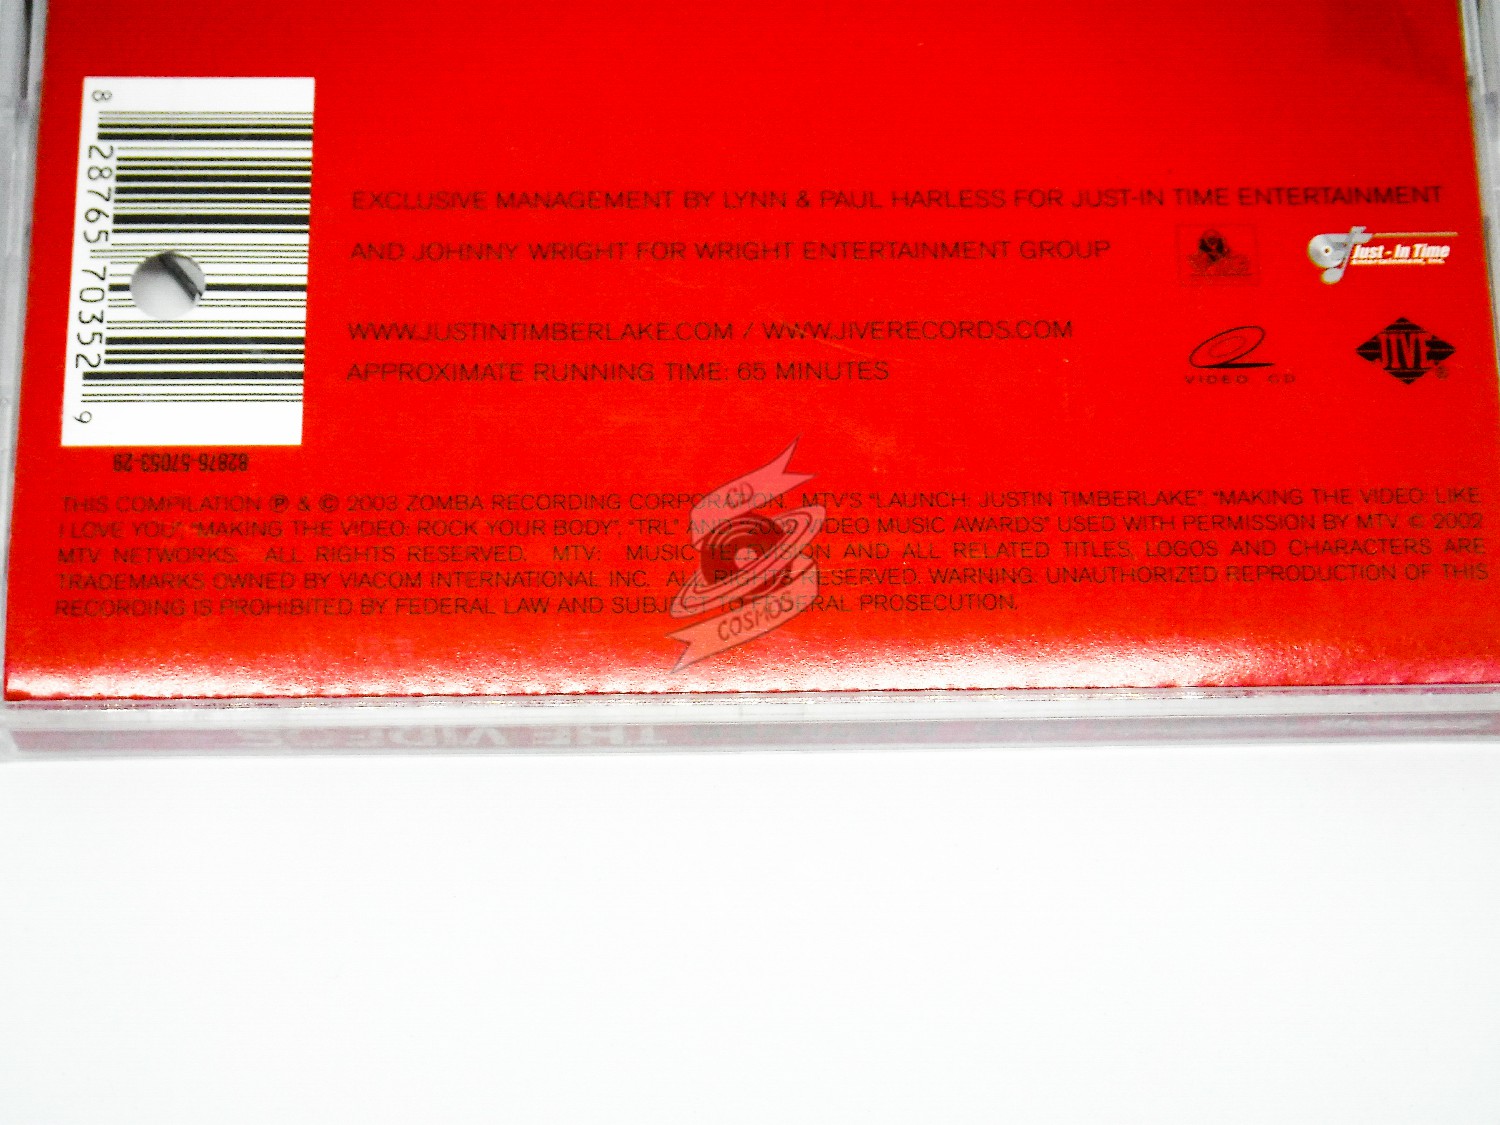 8 28765 70352 9
82876-57053-29
EXCLUSIVE MANAGEMENT BY LYNN & PAUL HARLESS FOR JUST-IN TIME ENTERTAINMENT
AND JOHNNY WRIGHT FOR WRIGHT ENTERTAINMENT GROUP
Just-In Time
Entertainment, Inc.
WWW.JUSTINTIMBERLAKE.COM / WWW.JIVERECORDS.COM
APPROXIMATE RUNNING TIME: 65 MINUTES
VIDEO CD
JIVE®
THIS COMPILATION ℗ & © 2003 ZOMBA RECORDING CORPORATION. MTV'S "LAUNCH: JUSTIN TIMBERLAKE", "MAKING THE VIDEO: LIKE
I LOVE YOU", "MAKING THE VIDEO: ROCK YOUR BODY", "TRL" AND "2002 VIDEO MUSIC AWARDS" USED WITH PERMISSION BY MTV. © 2002
MTV NETWORKS. ALL RIGHTS RESERVED. MTV: MUSIC TELEVISION AND ALL RELATED TITLES, LOGOS AND CHARACTERS ARE
TRADEMARKS OWNED BY VIACOM INTERNATIONAL INC. ALL RIGHTS RESERVED. WARNING: UNAUTHORIZED REPRODUCTION OF THIS
RECORDING IS PROHIBITED BY FEDERAL LAW AND SUBJECT TO FEDERAL PROSECUTION.
CD
COSMOS
THE VIDEOS